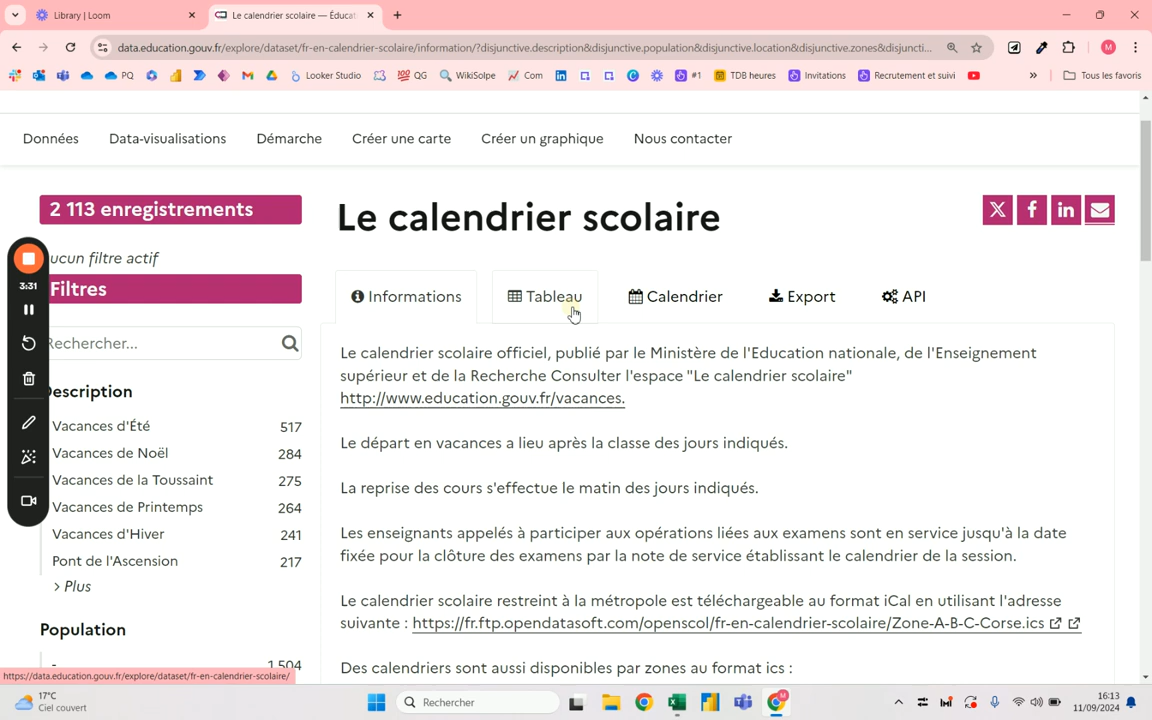 Library | Loom
Le calendrier scolaire — Éducat
data.education.gouv.fr/explore/dataset/fr-en-calendrier-scolaire/information/?disjunctive.description&disjunctive.population&disjunctive.location&disjunctive.zones&disjuncti...
PQ
Looker Studio
QG
WikiSolpe
Com
#1
TDB heures
Invitations
Recrutement et suivi
Tous les favoris
Données
Data-visualisations
Démarche
Créer une carte
Créer un graphique
Nous contacter
2 113 enregistrements
ucun filtre actif
Filtres
Rechercher...
escription
Vacances d'Été 517
Vacances de Noël 284
Vacances de la Toussaint 275
Vacances de Printemps 264
Vacances d'Hiver 241
Pont de l'Ascension 217
> Plus
Population
- 1 504
3:31
Le calendrier scolaire
Informations
Tableau
Calendrier
Export
API
Le calendrier scolaire officiel, publié par le Ministère de l'Education nationale, de l'Enseignement
supérieur et de la Recherche Consulter l'espace "Le calendrier scolaire"
http://www.education.gouv.fr/vacances.
Le départ en vacances a lieu après la classe des jours indiqués.
La reprise des cours s'effectue le matin des jours indiqués.
Les enseignants appelés à participer aux opérations liées aux examens sont en service jusqu'à la date
fixée pour la clôture des examens par la note de service établissant le calendrier de la session.
Le calendrier scolaire restreint à la métropole est téléchargeable au format iCal en utilisant l'adresse
suivante : https://fr.ftp.opendatasoft.com/openscol/fr-en-calendrier-scolaire/Zone-A-B-C-Corse.ics
Des calendriers sont aussi disponibles par zones au format ics :
https://data.education.gouv.fr/explore/dataset/fr-en-calendrier-scolaire/
17°C
Ciel couvert
Rechercher
16:13
11/09/2024